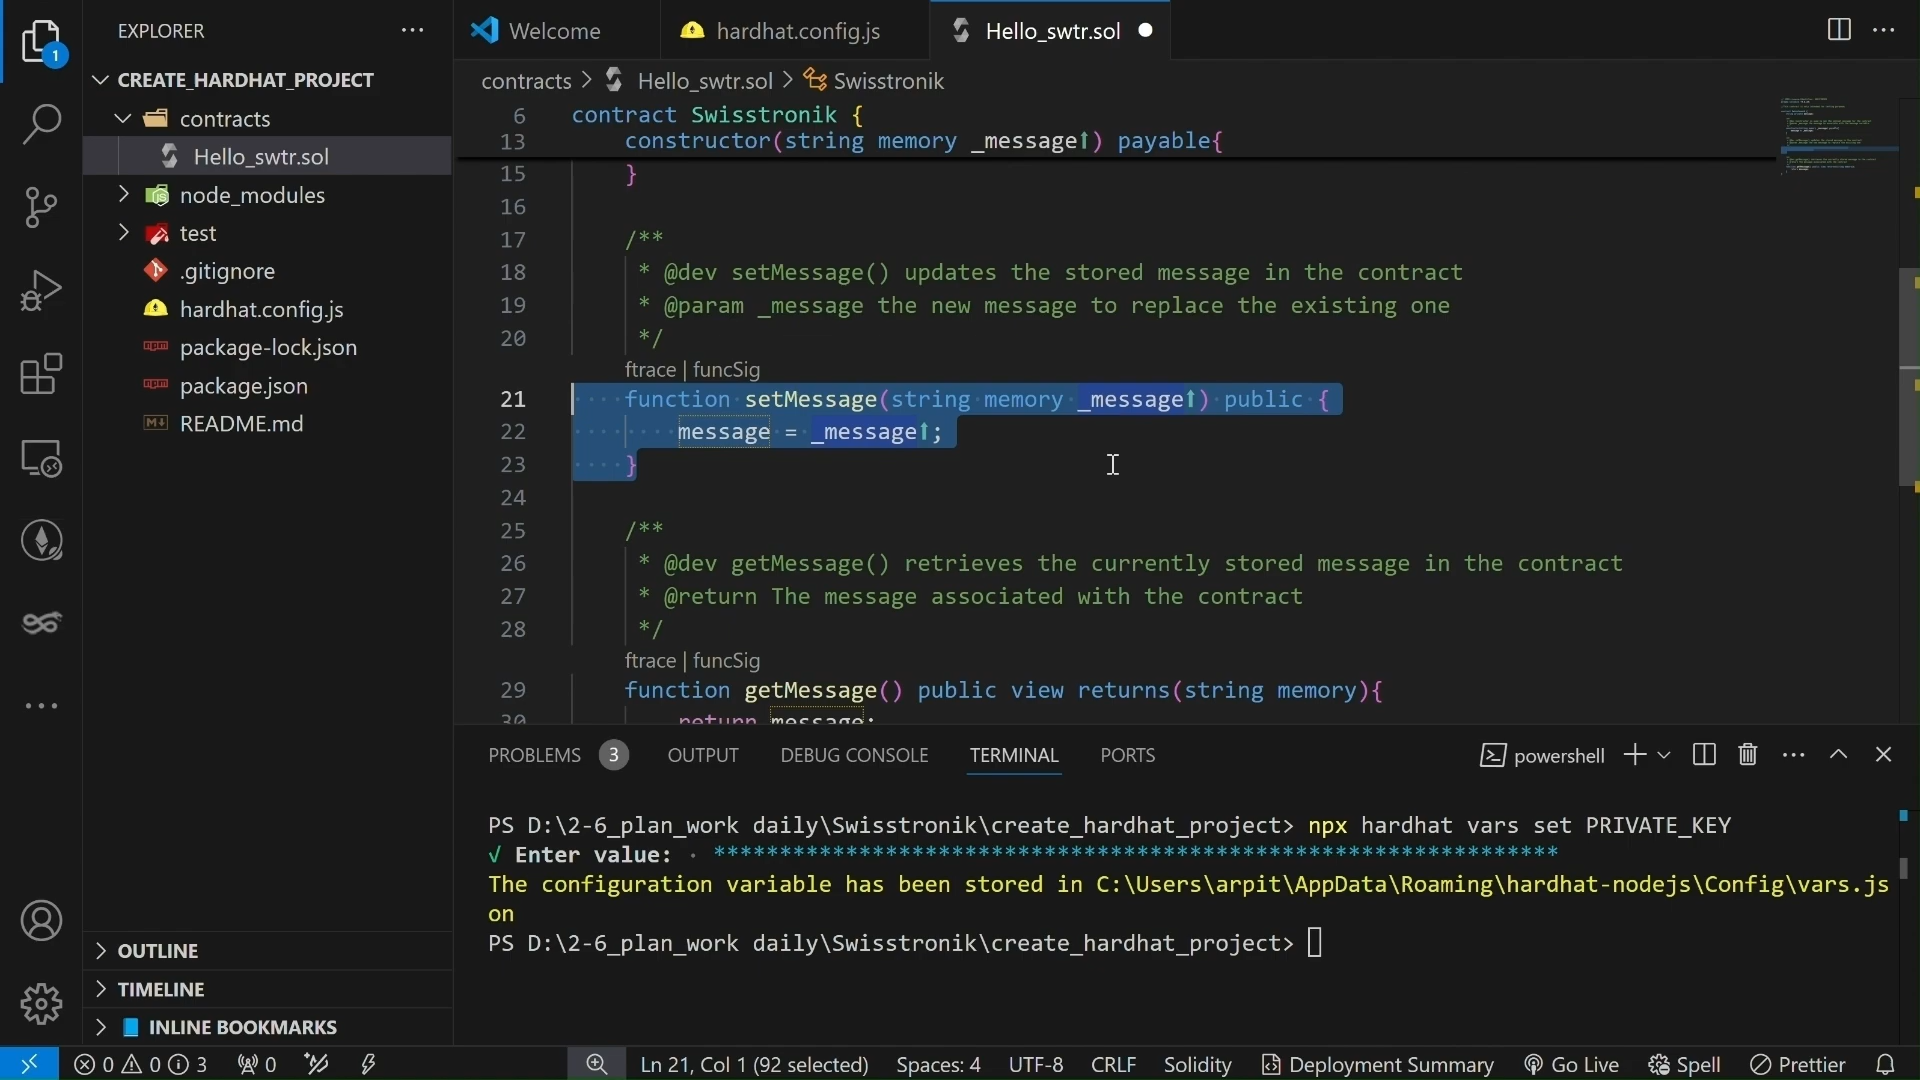 EXPLORER
1
CREATE_HARDHAT_PROJECT
contracts
Hello_swtr.sol
node_modules
test
.gitignore
hardhat.config.js
package-lock.json
package.json
README.md
OUTLINE
TIMELINE
INLINE BOOKMARKS
Welcome
hardhat.config.js
Hello_swtr.sol
contracts > Hello_swtr.sol > Swisstronik
6 contract Swisstronik {
13 constructor(string memory _message⬆) payable{
15 }
16
17 /**
18 * @dev setMessage() updates the stored message in the contract
19 * @param _message the new message to replace the existing one
20 */
ftrace | funcSig
21 function setMessage(string memory _message⬆) public {
22 message = _message⬆;
23 }
24
25 /**
26 * @dev getMessage() retrieves the currently stored message in the contract
27 * @return The message associated with the contract
28 */
ftrace | funcSig
29 function getMessage() public view returns(string memory){
30 return message;
PROBLEMS 3 OUTPUT DEBUG CONSOLE TERMINAL PORTS
powershell
PS D:\2-6_plan_work daily\Swisstronik\create_hardhat_project> npx hardhat vars set PRIVATE_KEY
√ Enter value: · ****************************************************************
The configuration variable has been stored in C:\Users\arpit\AppData\Roaming\hardhat-nodejs\Config\vars.js
on
PS D:\2-6_plan_work daily\Swisstronik\create_hardhat_project>
0 0 3 0 Ln 21, Col 1 (92 selected) Spaces: 4 UTF-8 CRLF Solidity Deployment Summary Go Live Spell Prettier